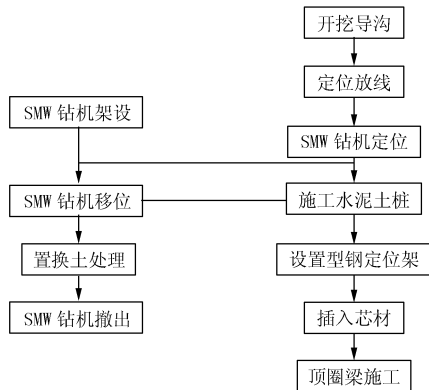 开挖导沟
定位放线
SMW 钻机架设
SMW 钻机定位
SMW 钻机移位
施工水泥土桩
置换土处理
设置型钢定位架
SMW 钻机撤出
插入芯材
顶圈梁施工